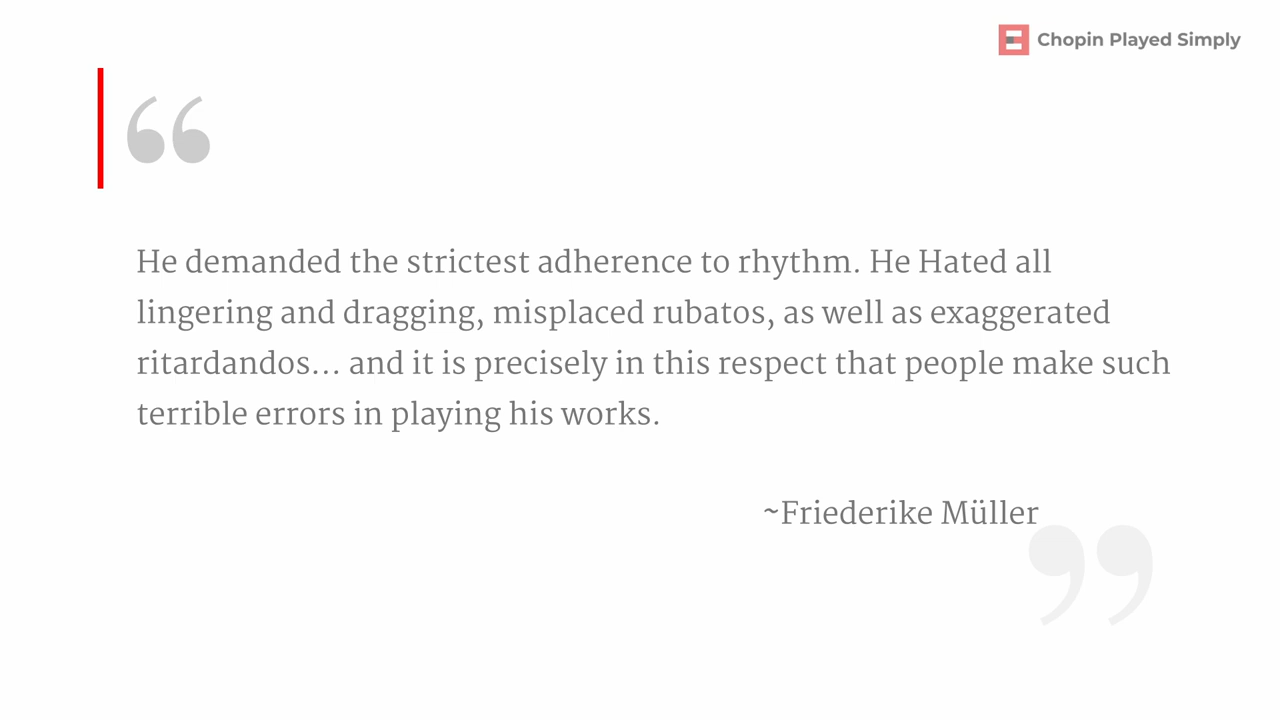 Chopin Played Simply
“
He demanded the strictest adherence to rhythm. He Hated all
lingering and dragging, misplaced rubatos, as well as exaggerated
ritardandos... and it is precisely in this respect that people make such
terrible errors in playing his works.
~Friederike Müller
”